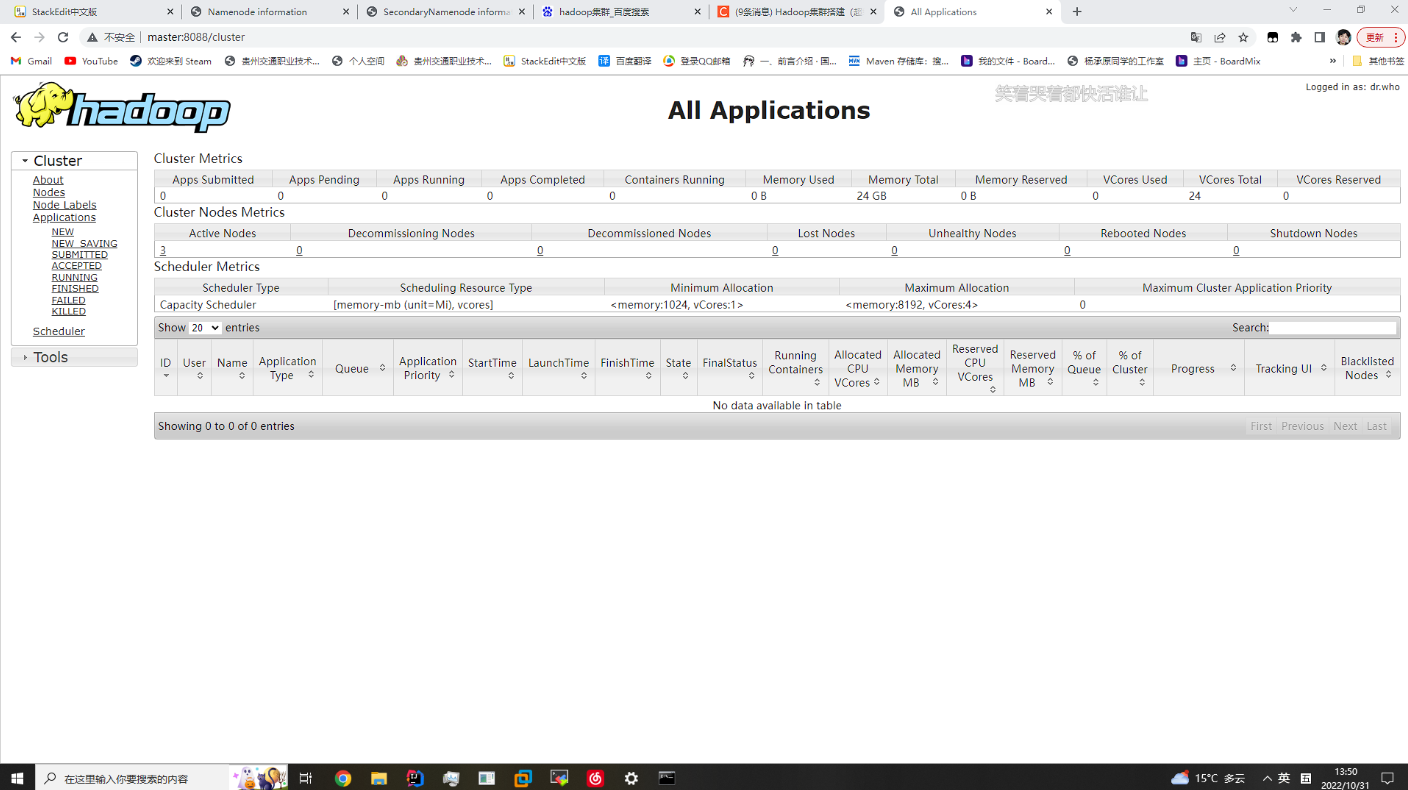 StackEdit中文版
Namenode information
SecondaryNamenode informa
hadoop集群_百度搜索
(9条消息) Hadoop集群搭建（超
All Applications
不安全 master:8088/cluster
更新
Gmail
YouTube
欢迎来到 Steam
贵州交通职业技术...
个人空间
贵州交通职业技术...
StackEdit中文版
百度翻译
登录QQ邮箱
一、前言介绍 - 国...
Maven 存储库：搜...
我的文件 - Board...
杨承原同学的工作室
主页 - BoardMix
»
其他书签
hadoop
All Applications
笑着哭着都快活谁让
Logged in as: dr.who
Cluster
About
Nodes
Node Labels
Applications
NEW
NEW_SAVING
SUBMITTED
ACCEPTED
RUNNING
FINISHED
FAILED
KILLED
Scheduler
Tools
Cluster Metrics
Apps Submitted Apps Pending Apps Running Apps Completed Containers Running Memory Used Memory Total Memory Reserved VCores Used VCores Total VCores Reserved
0 0 0 0 0 0 B 24 GB 0 B 0 24 0
Cluster Nodes Metrics
Active Nodes Decommissioning Nodes Decommissioned Nodes Lost Nodes Unhealthy Nodes Rebooted Nodes Shutdown Nodes
3 0 0 0 0 0 0
Scheduler Metrics
Scheduler Type Scheduling Resource Type Minimum Allocation Maximum Allocation Maximum Cluster Application Priority
Capacity Scheduler [memory-mb (unit=Mi), vcores] <memory:1024, vCores:1> <memory:8192, vCores:4> 0
Show 20 entries Search:
ID
User
Name
Application
Type
Queue
Application
Priority
StartTime
LaunchTime
FinishTime
State
FinalStatus
Running
Containers
Allocated
CPU
VCores
Allocated
Memory
MB
Reserved
CPU
VCores
Reserved
Memory
MB
% of
Queue
% of
Cluster
Progress
Tracking UI
Blacklisted
Nodes
No data available in table
Showing 0 to 0 of 0 entries First Previous Next Last
在这里输入你要搜索的内容
15°C 多云
英
13:50
2022/10/31